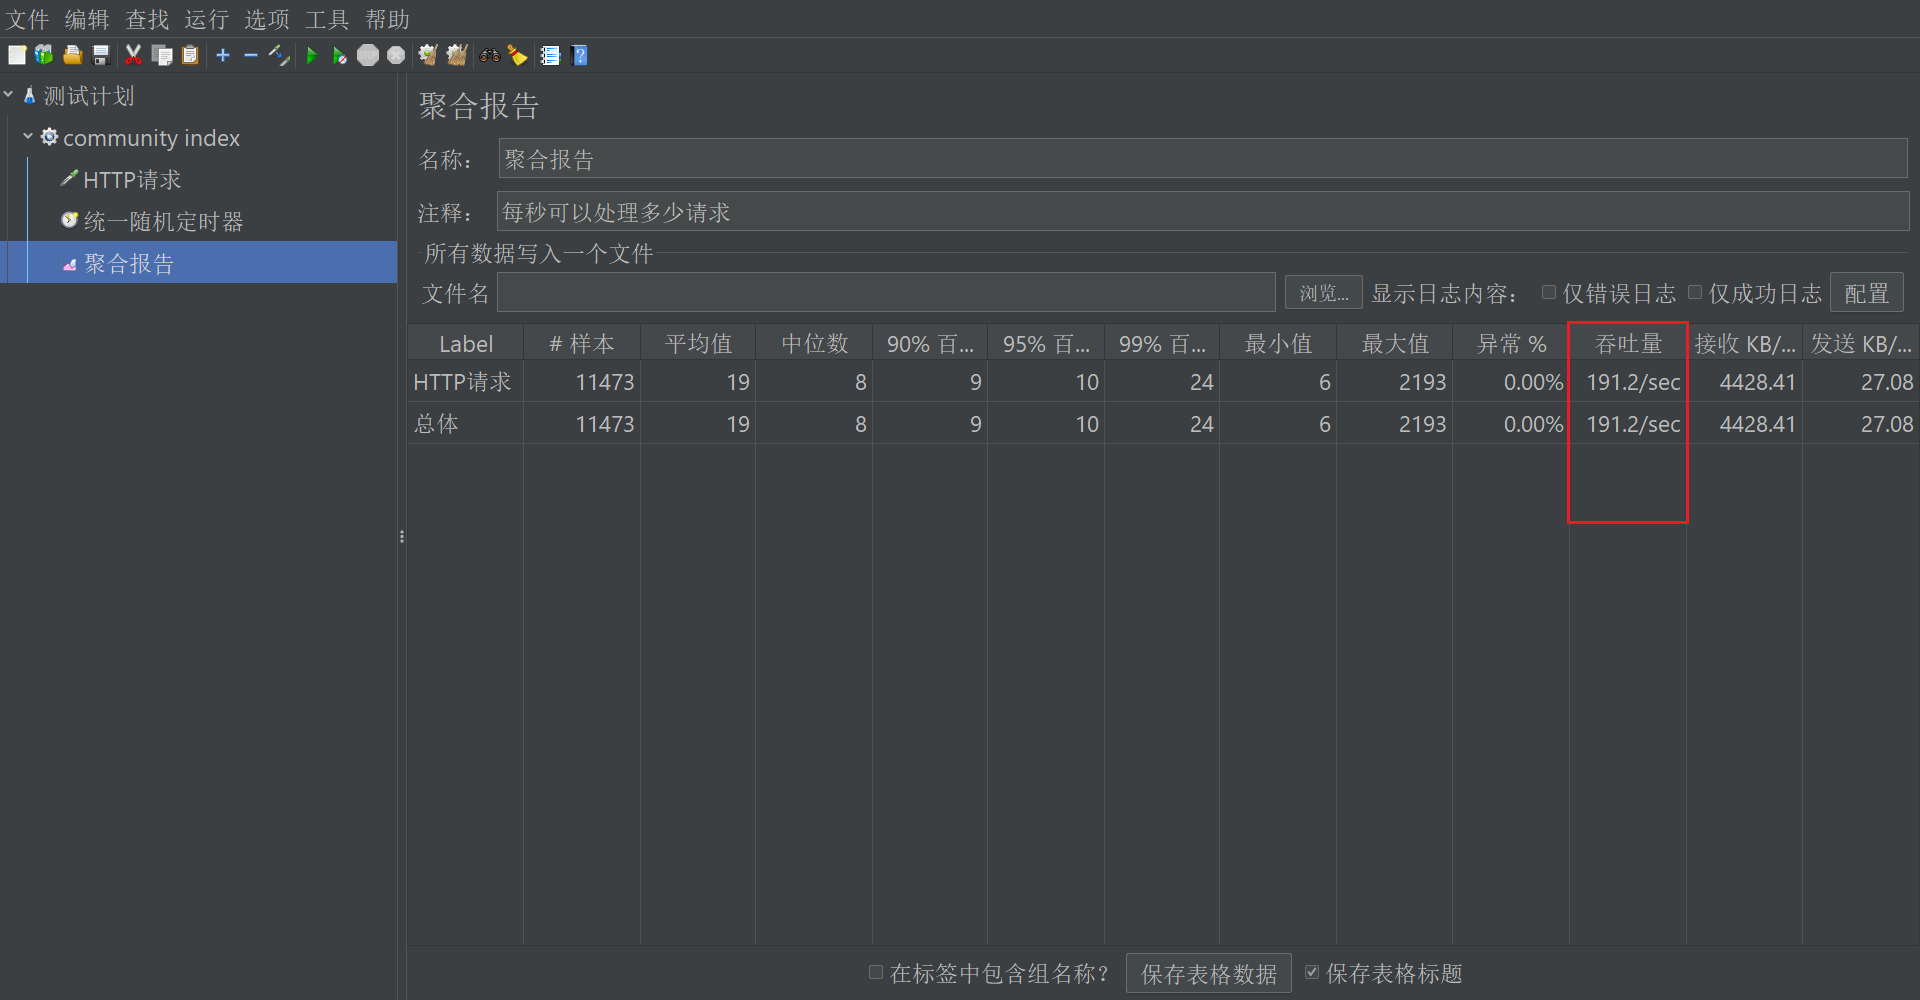 文件 编辑 查找 运行 选项 工具 帮助
测试计划
community index
HTTP请求
统一随机定时器
聚合报告
聚合报告
名称： 聚合报告
注释： 每秒可以处理多少请求
所有数据写入一个文件
文件名 浏览... 显示日志内容： 仅错误日志 仅成功日志 配置
Label # 样本 平均值 中位数 90% 百... 95% 百... 99% 百... 最小值 最大值 异常 % 吞吐量 接收 KB/... 发送 KB/...
HTTP请求 11473 19 8 9 10 24 6 2193 0.00% 191.2/sec 4428.41 27.08
总体 11473 19 8 9 10 24 6 2193 0.00% 191.2/sec 4428.41 27.08
在标签中包含组名称？ 保存表格数据 保存表格标题